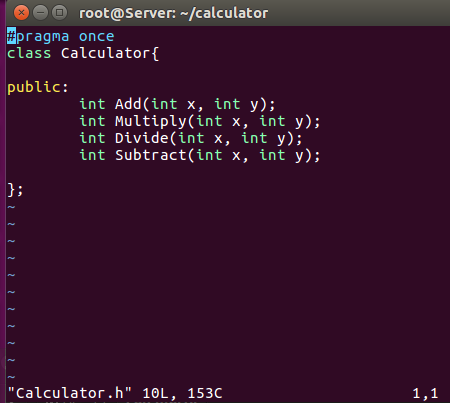 root@Server: ~/calculator
#pragma once
class Calculator{
public:
int Add(int x, int y);
int Multiply(int x, int y);
int Divide(int x, int y);
int Subtract(int x, int y);
};
~
~
~
~
~
~
~
~
~
~
~
"Calculator.h" 10L, 153C 1,1